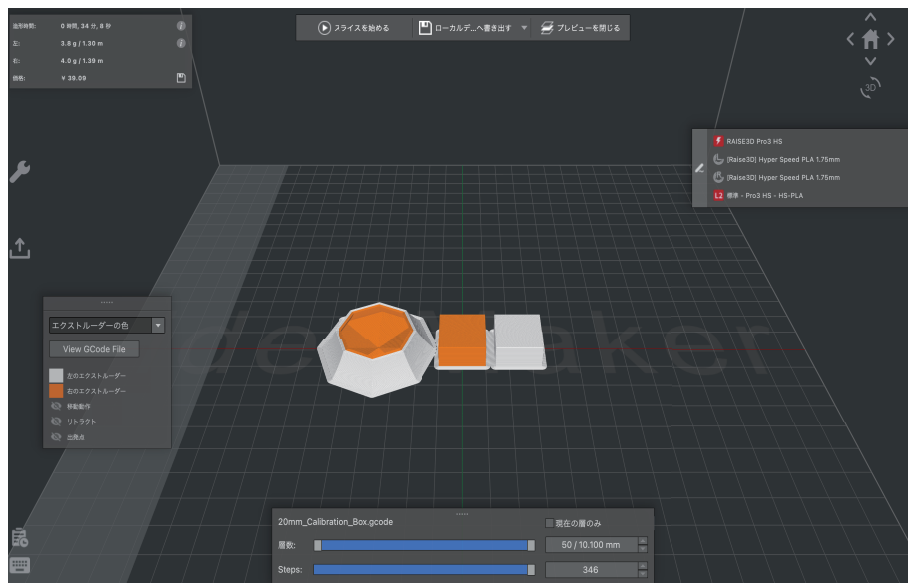 造形時間: 0 時間, 34 分, 8 秒
左: 3.8 g / 1.30 m
右: 4.0 g / 1.39 m
価格: ¥ 39.09
スライスを始める
ローカルデ...へ書き出す
プレビューを閉じる
3D
RAISE3D Pro3 HS
L [Raise3D] Hyper Speed PLA 1.75mm
R [Raise3D] Hyper Speed PLA 1.75mm
L2 標準 - Pro3 HS - HS-PLA
ideaMaker
エクストルーダーの色
View GCode File
左のエクストルーダー
右のエクストルーダー
移動動作
リトラクト
出発点
20mm_Calibration_Box.gcode
現在の層のみ
層数: 50 / 10.100 mm
Steps: 346